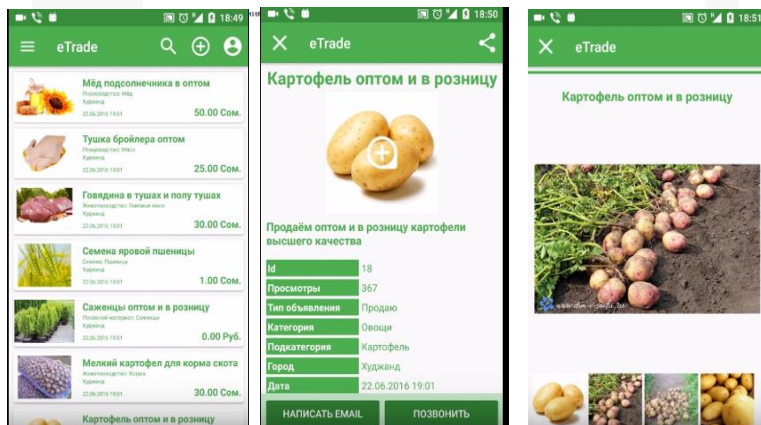 18:49
eTrade
Мёд подсолнечника в оптом
Пчеловодство: Мёд
Худжанд
22.06.2016 19:01
50.00 Сом.
Тушка бройлера оптом
Птицеводство: Мясо
Худжанд
22.06.2016 19:01
25.00 Сом.
Говядина в тушах и полу тушах
Животноводство: Говяжье мясо
Худжанд
22.06.2016 19:01
30.00 Сом.
Семена яровой пшеницы
Семена: Пшеница
Худжанд
22.06.2016 19:01
1.00 Сом.
Саженцы оптом и в розницу
Посевной материал: Саженцы
Худжанд
22.06.2016 19:01
0.00 Руб.
Мелкий картофел для корма скота
Животноводство: Корма
Худжанд
22.06.2016 19:01
30.00 Сом.
Картофель оптом и в розницу
18:50
eTrade
Картофель оптом и в розницу
Продаём оптом и в розницу картофели
высшего качества
Id 18
Просмотры 367
Тип объявления Продаю
Категория Овощи
Подкатегория Картофель
Город Худжанд
Дата 22.06.2016 19:01
НАПИСАТЬ EMAIL ПОЗВОНИТЬ
18:51
eTrade
Картофель оптом и в розницу